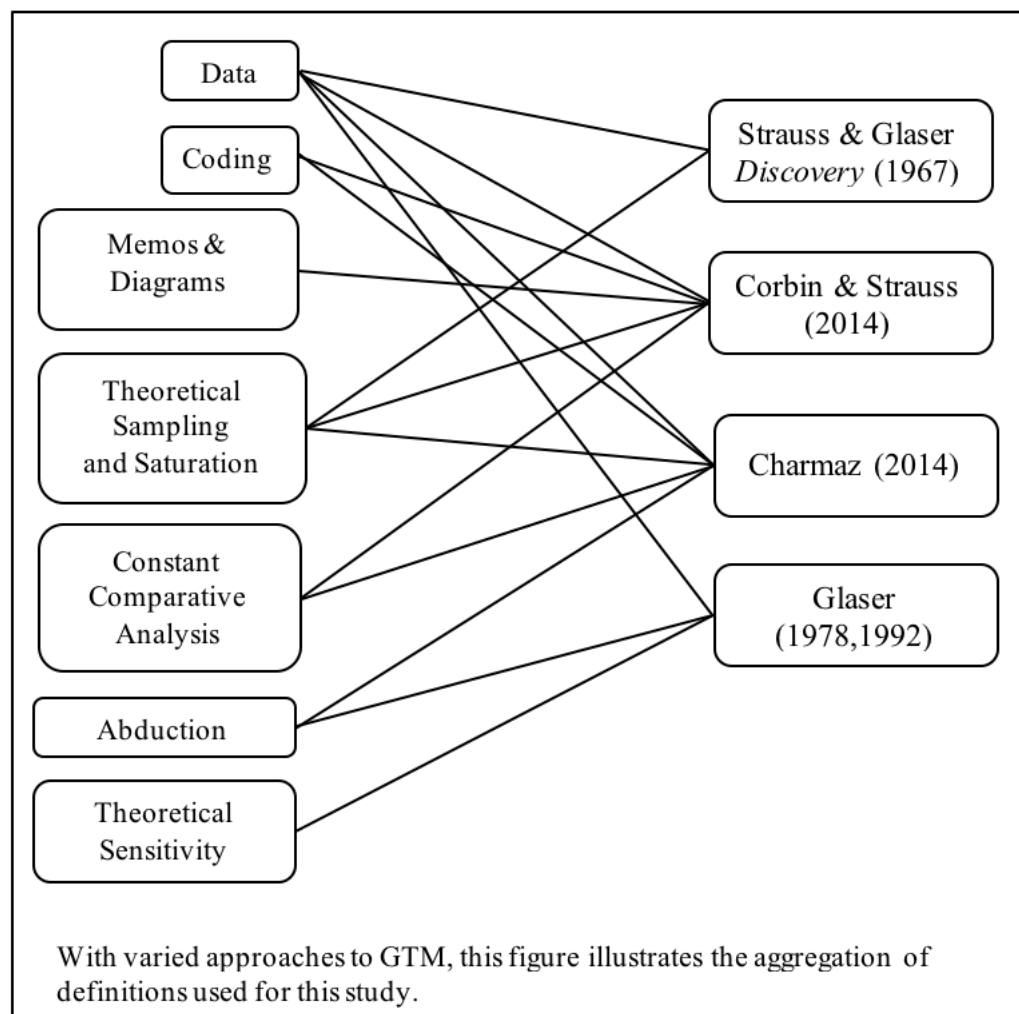 Data
Coding
Memos &
Diagrams
Theoretical
Sampling
and Saturation
Constant
Comparative
Analysis
Abduction
Theoretical
Sensitivity
Strauss & Glaser
Discovery (1967)
Corbin & Strauss
(2014)
Charmaz (2014)
Glaser
(1978,1992)
With varied approaches to GTM, this figure illustrates the aggregation of
definitions used for this study.